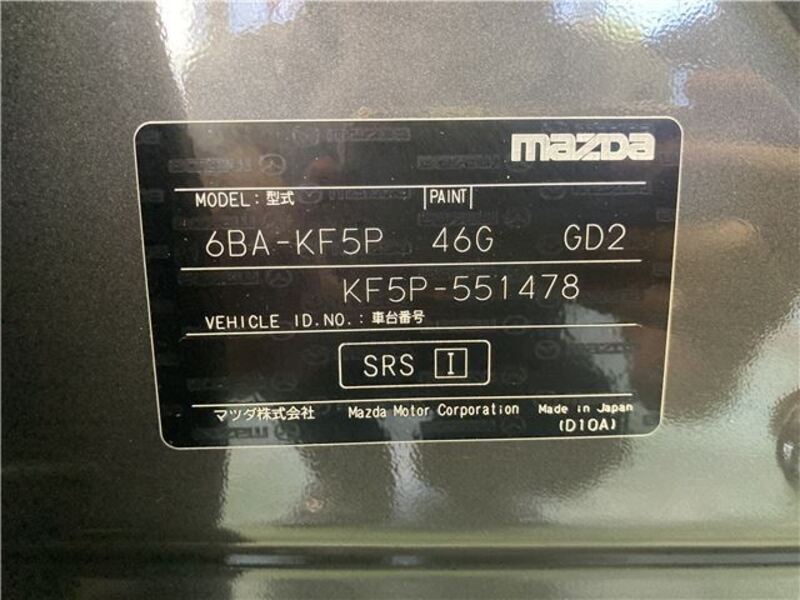 mazda
MODEL: 型式 PAINT
6BA-KF5P 46G GD2
KF5P-551478
VEHICLE ID.NO.: 車台番号
SRS I
マツダ株式会社 Mazda Motor Corporation Made in Japan
(D10A)